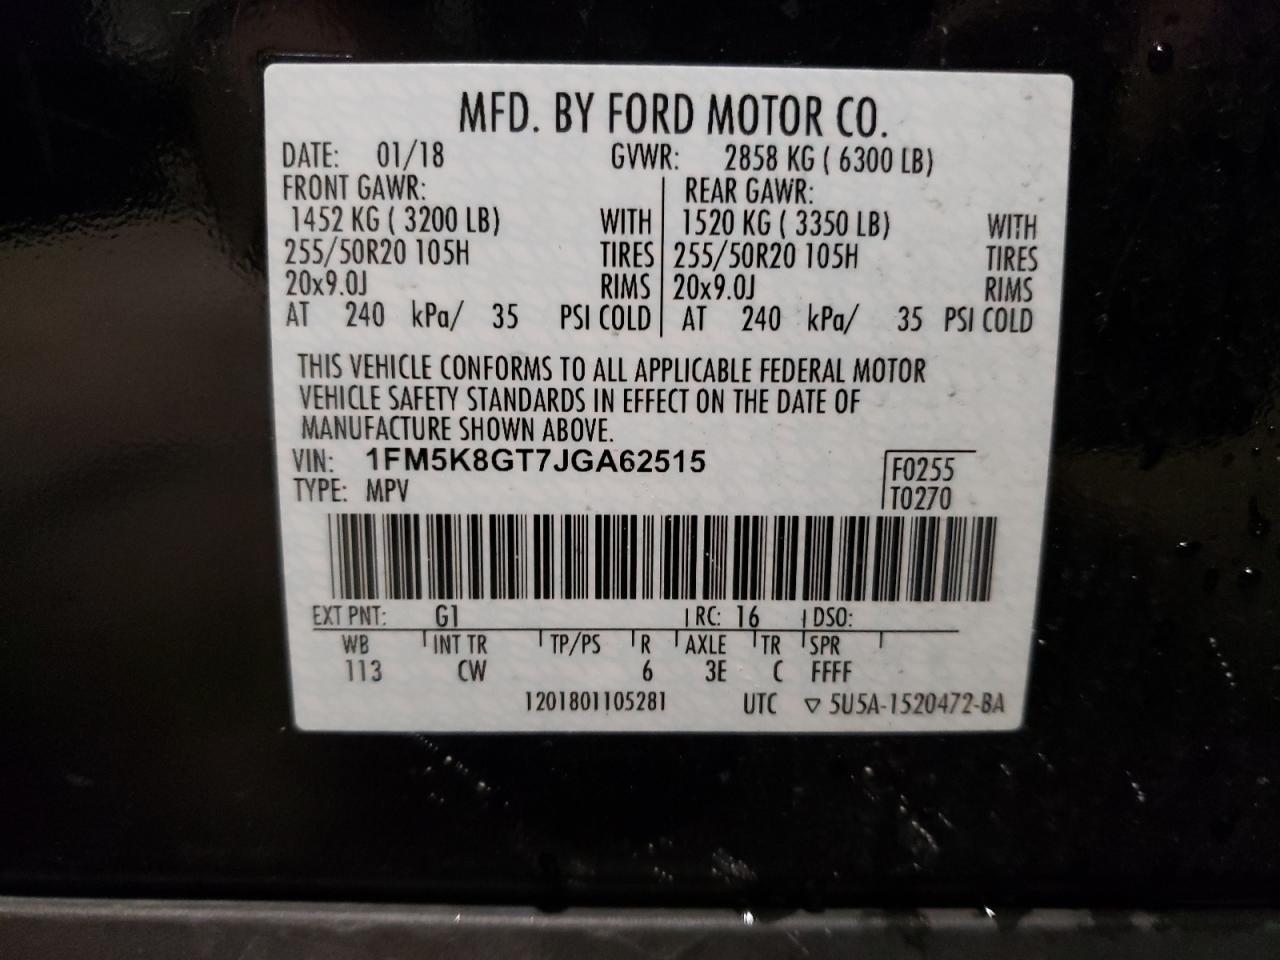 MFD. BY FORD MOTOR CO.
DATE: 01/18 GVWR: 2858 KG ( 6300 LB)
FRONT GAWR: REAR GAWR:
1452 KG ( 3200 LB) WITH 1520 KG ( 3350 LB) WITH
255/50R20 105H TIRES 255/50R20 105H TIRES
20x9.0J RIMS 20x9.0J RIMS
AT 240 kPa/ 35 PSI COLD AT 240 kPa/ 35 PSI COLD
THIS VEHICLE CONFORMS TO ALL APPLICABLE FEDERAL MOTOR
VEHICLE SAFETY STANDARDS IN EFFECT ON THE DATE OF
MANUFACTURE SHOWN ABOVE.
VIN: 1FM5K8GT7JGA62515 F0255
TYPE: MPV T0270
EXT PNT: G1 RC: 16 DSO:
WB INT TR TP/PS R AXLE TR SPR
113 CW 6 3E C FFFF
1201801105281 UTC ▽ 5U5A-1520472-BA